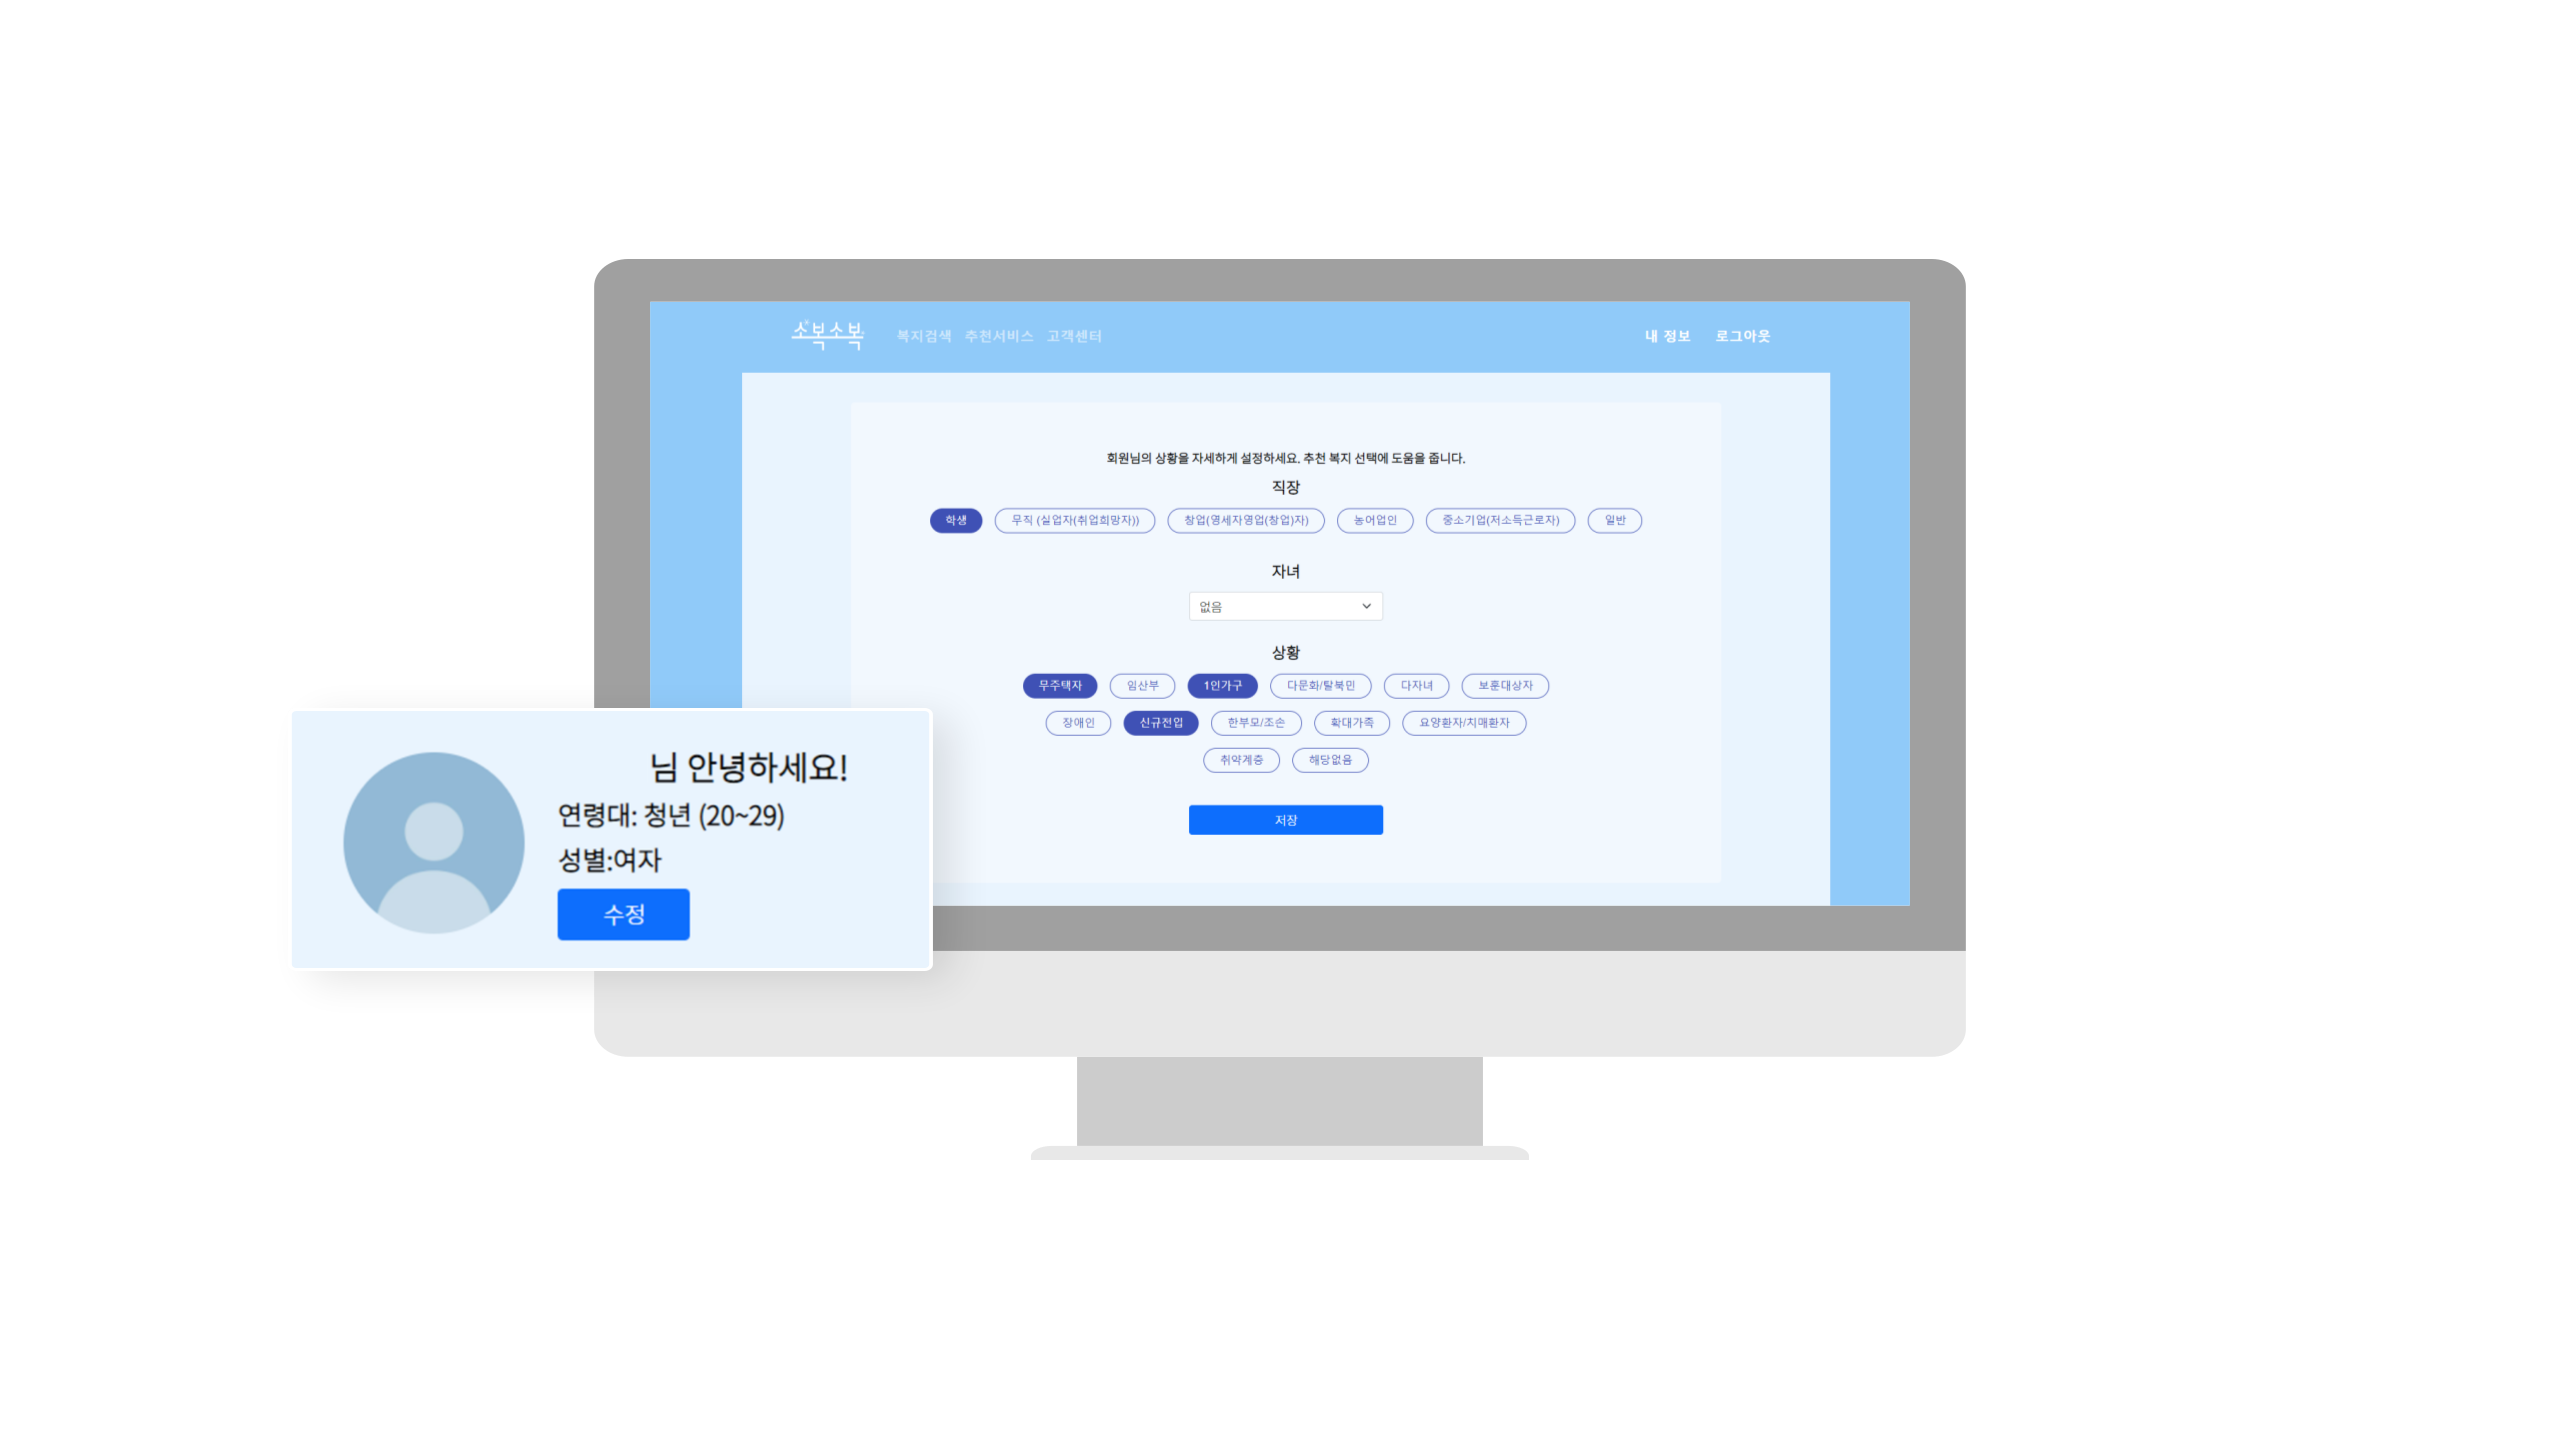 소복소복 복지검색 추천서비스 고객센터 내 정보 로그아웃
회원님의 상황을 자세하게 설정하세요. 추천 복지 선택에 도움을 줍니다.
직장
학생 무직 (실업자(취업희망자)) 창업(영세자영업(창업)자) 농어업인 중소기업(저소득근로자) 일반
자녀
없음
상황
무주택자 임산부 1인가구 다문화/탈북민 다자녀 보훈대상자
장애인 신규전입 한부모/조손 확대가족 요양환자/치매환자
취약계층 해당없음
저장
님 안녕하세요!
연령대: 청년 (20~29)
성별:여자
수정